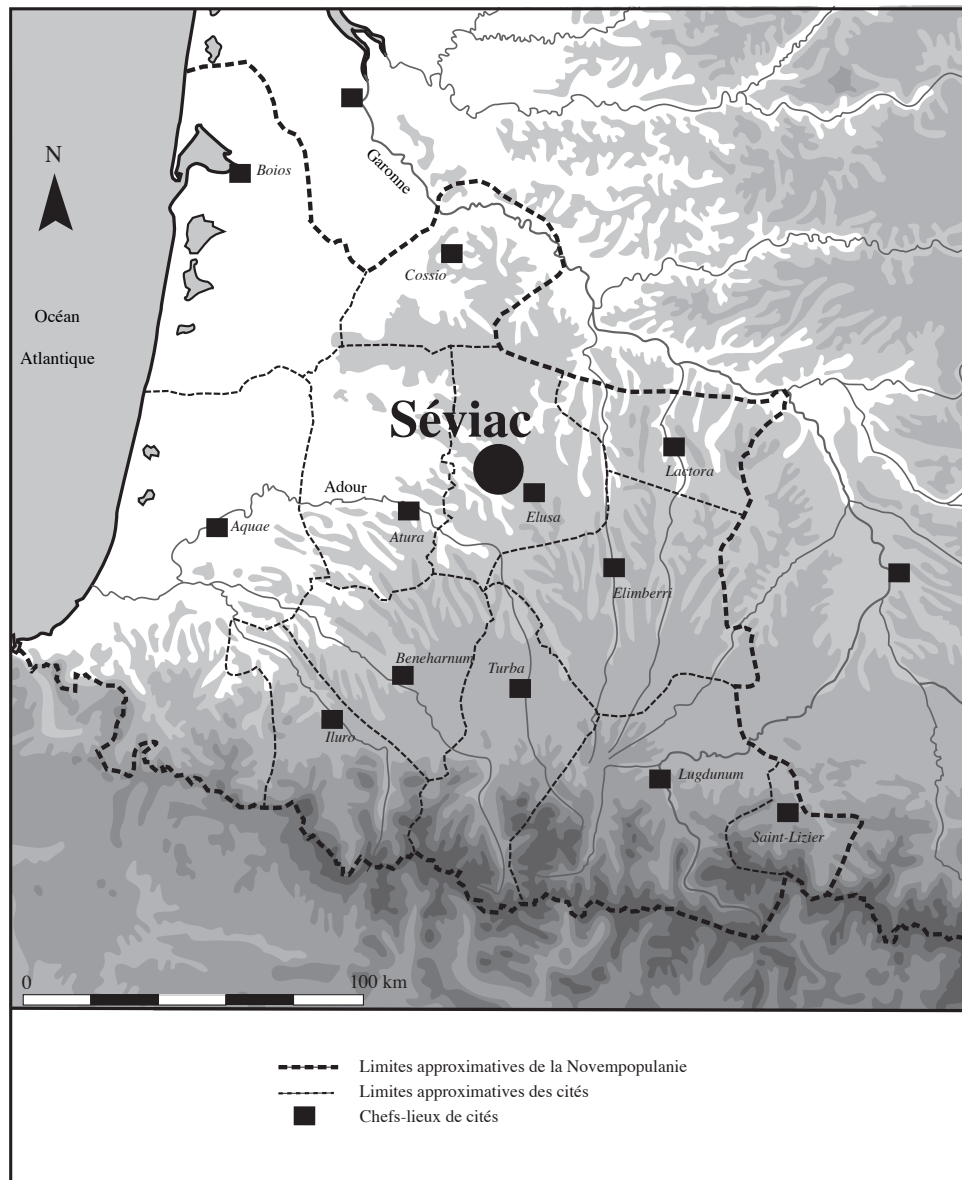 N
Garonne
Boios
Cossio
Océan
Atlantique
Séviac
Lactora
Adour
Elusa
Aquae
Atura
Elimberri
Beneharnum
Turba
Iluro
Lugdunum
Saint-Lizier
0 100 km
Limites approximatives de la Novempopulanie
Limites approximatives des cités
Chefs-lieux de cités